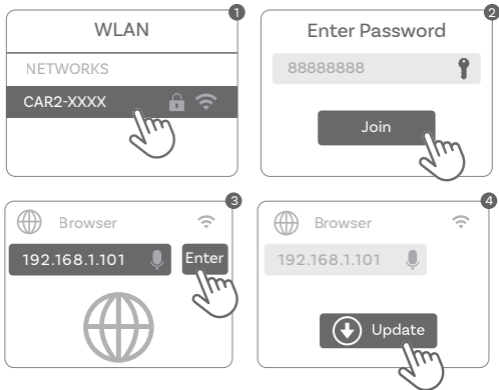 1
WLAN
NETWORKS
CAR2-XXXX
2
Enter Password
88888888
Join
3
Browser
192.168.1.101
Enter
4
Browser
192.168.1.101
Update